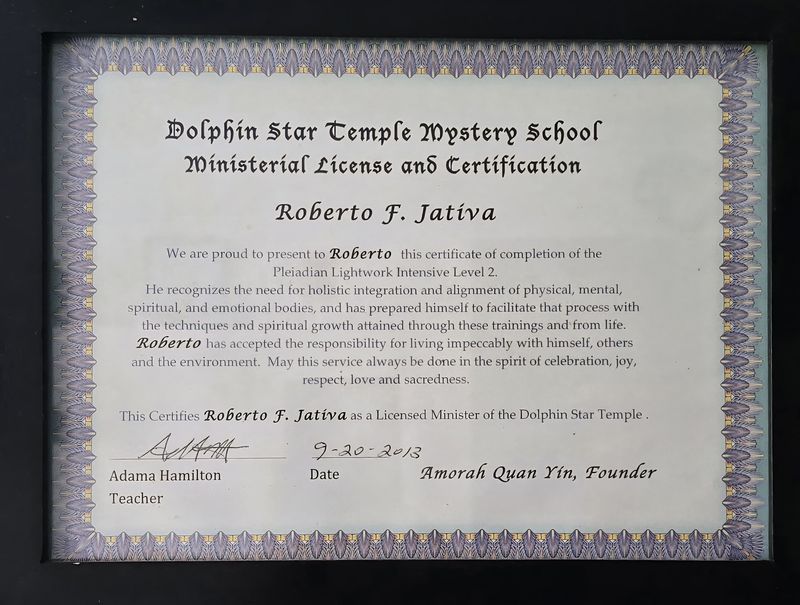 Dolphin Star Temple Mystery School
Ministerial License and Certification
Roberto F. Jativa
We are proud to present to Roberto this certificate of completion of the
Pleiadian Lightwork Intensive Level 2.
He recognizes the need for holistic integration and alignment of physical, mental,
spiritual, and emotional bodies, and has prepared himself to facilitate that process with
the techniques and spiritual growth attained through these trainings and from life.
Roberto has accepted the responsibility for living impeccably with himself, others
and the environment. May this service always be done in the spirit of celebration, joy,
respect, love and sacredness.
This Certifies Roberto F. Jativa as a Licensed Minister of the Dolphin Star Temple .
9-20-2013
Adama Hamilton Date Amorah Quan Yin, Founder
Teacher